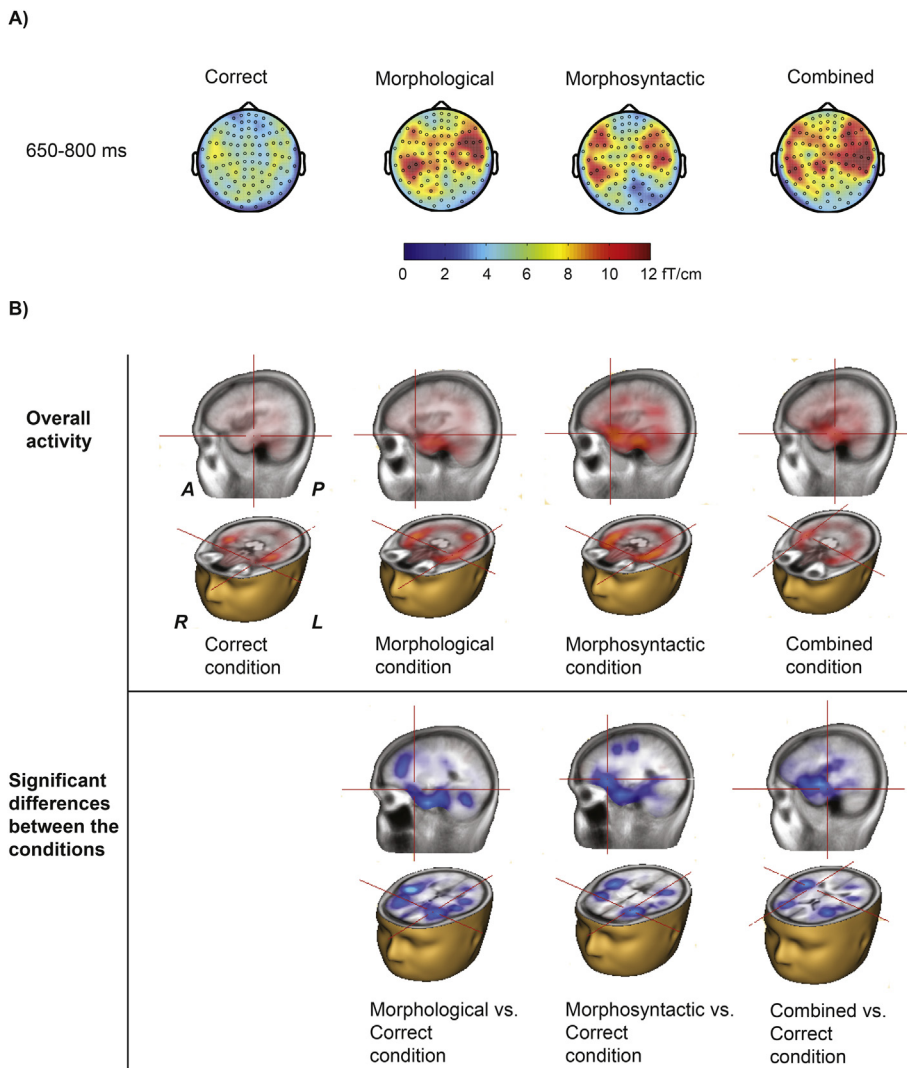 A)
Correct Morphological Morphosyntactic Combined
650-800 ms
0 2 4 6 8 10 12 fT/cm
B)
Overall
activity
A P
R L
Correct
condition
Morphological
condition
Morphosyntactic
condition
Combined
condition
Significant
differences
between the
conditions
Morphological vs.
Correct
condition
Morphosyntactic vs.
Correct
condition
Combined vs.
Correct
condition